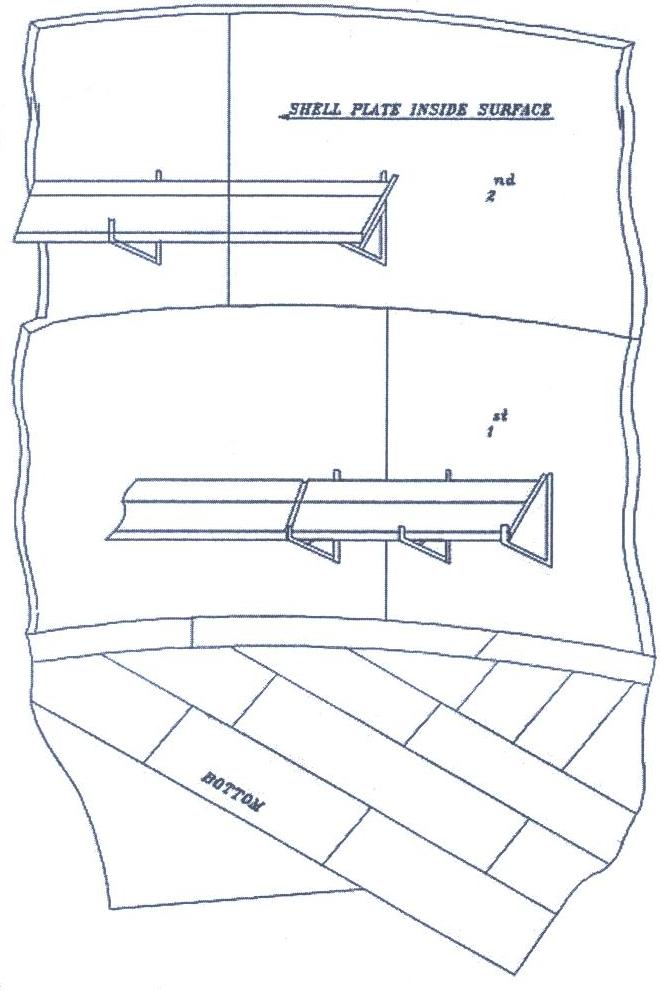 SHELL PLATE INSIDE SURFACE
2nd
1st
BOTTOM